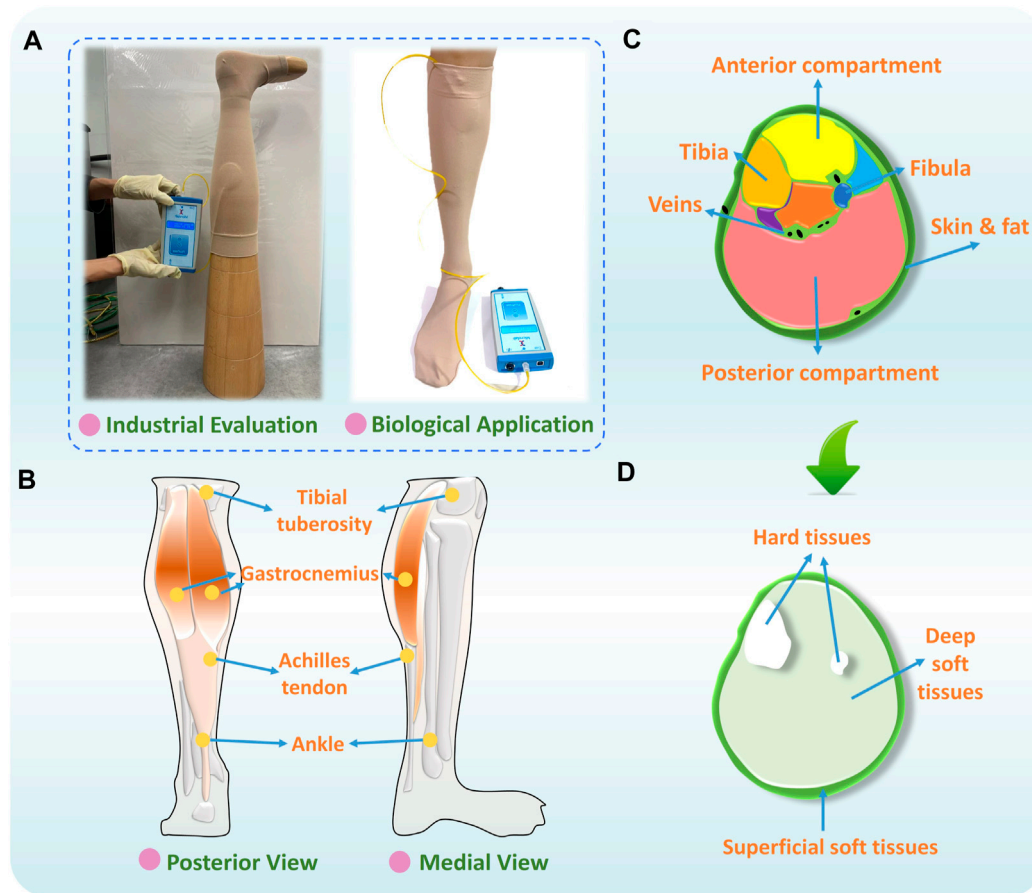 A
Industrial Evaluation
Biological Application
B
Tibial
tuberosity
Gastrocnemius
Achilles
tendon
Ankle
Posterior View
Medial View
C
Anterior compartment
Tibia
Fibula
Veins
Skin & fat
Posterior compartment
D
Hard tissues
Deep
soft
tissues
Superficial soft tissues